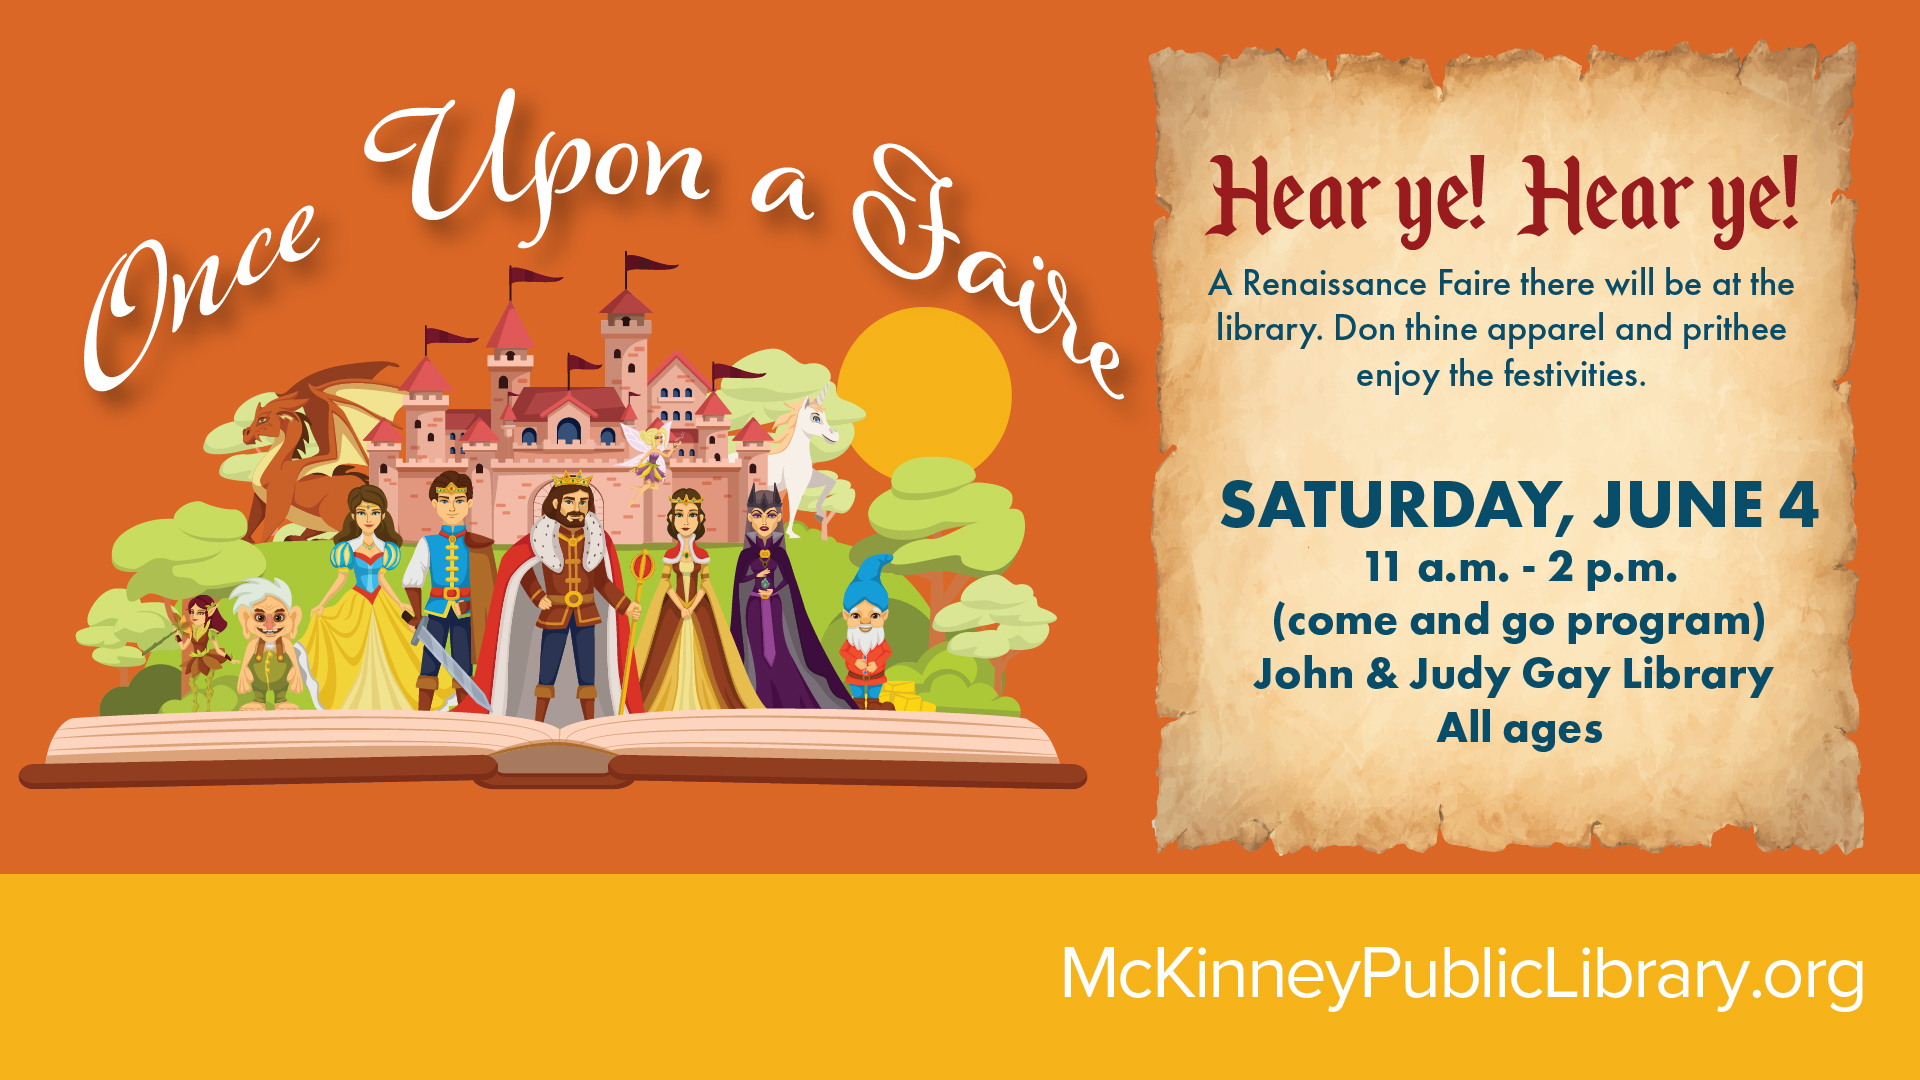 Once Upon a Faire
Hear ye! Hear ye!
A Renaissance Faire there will be at the
library. Don thine apparel and prithee
enjoy the festivities.
SATURDAY, JUNE 4
11 a.m. - 2 p.m.
(come and go program)
John & Judy Gay Library
All ages
McKinneyPublicLibrary.org